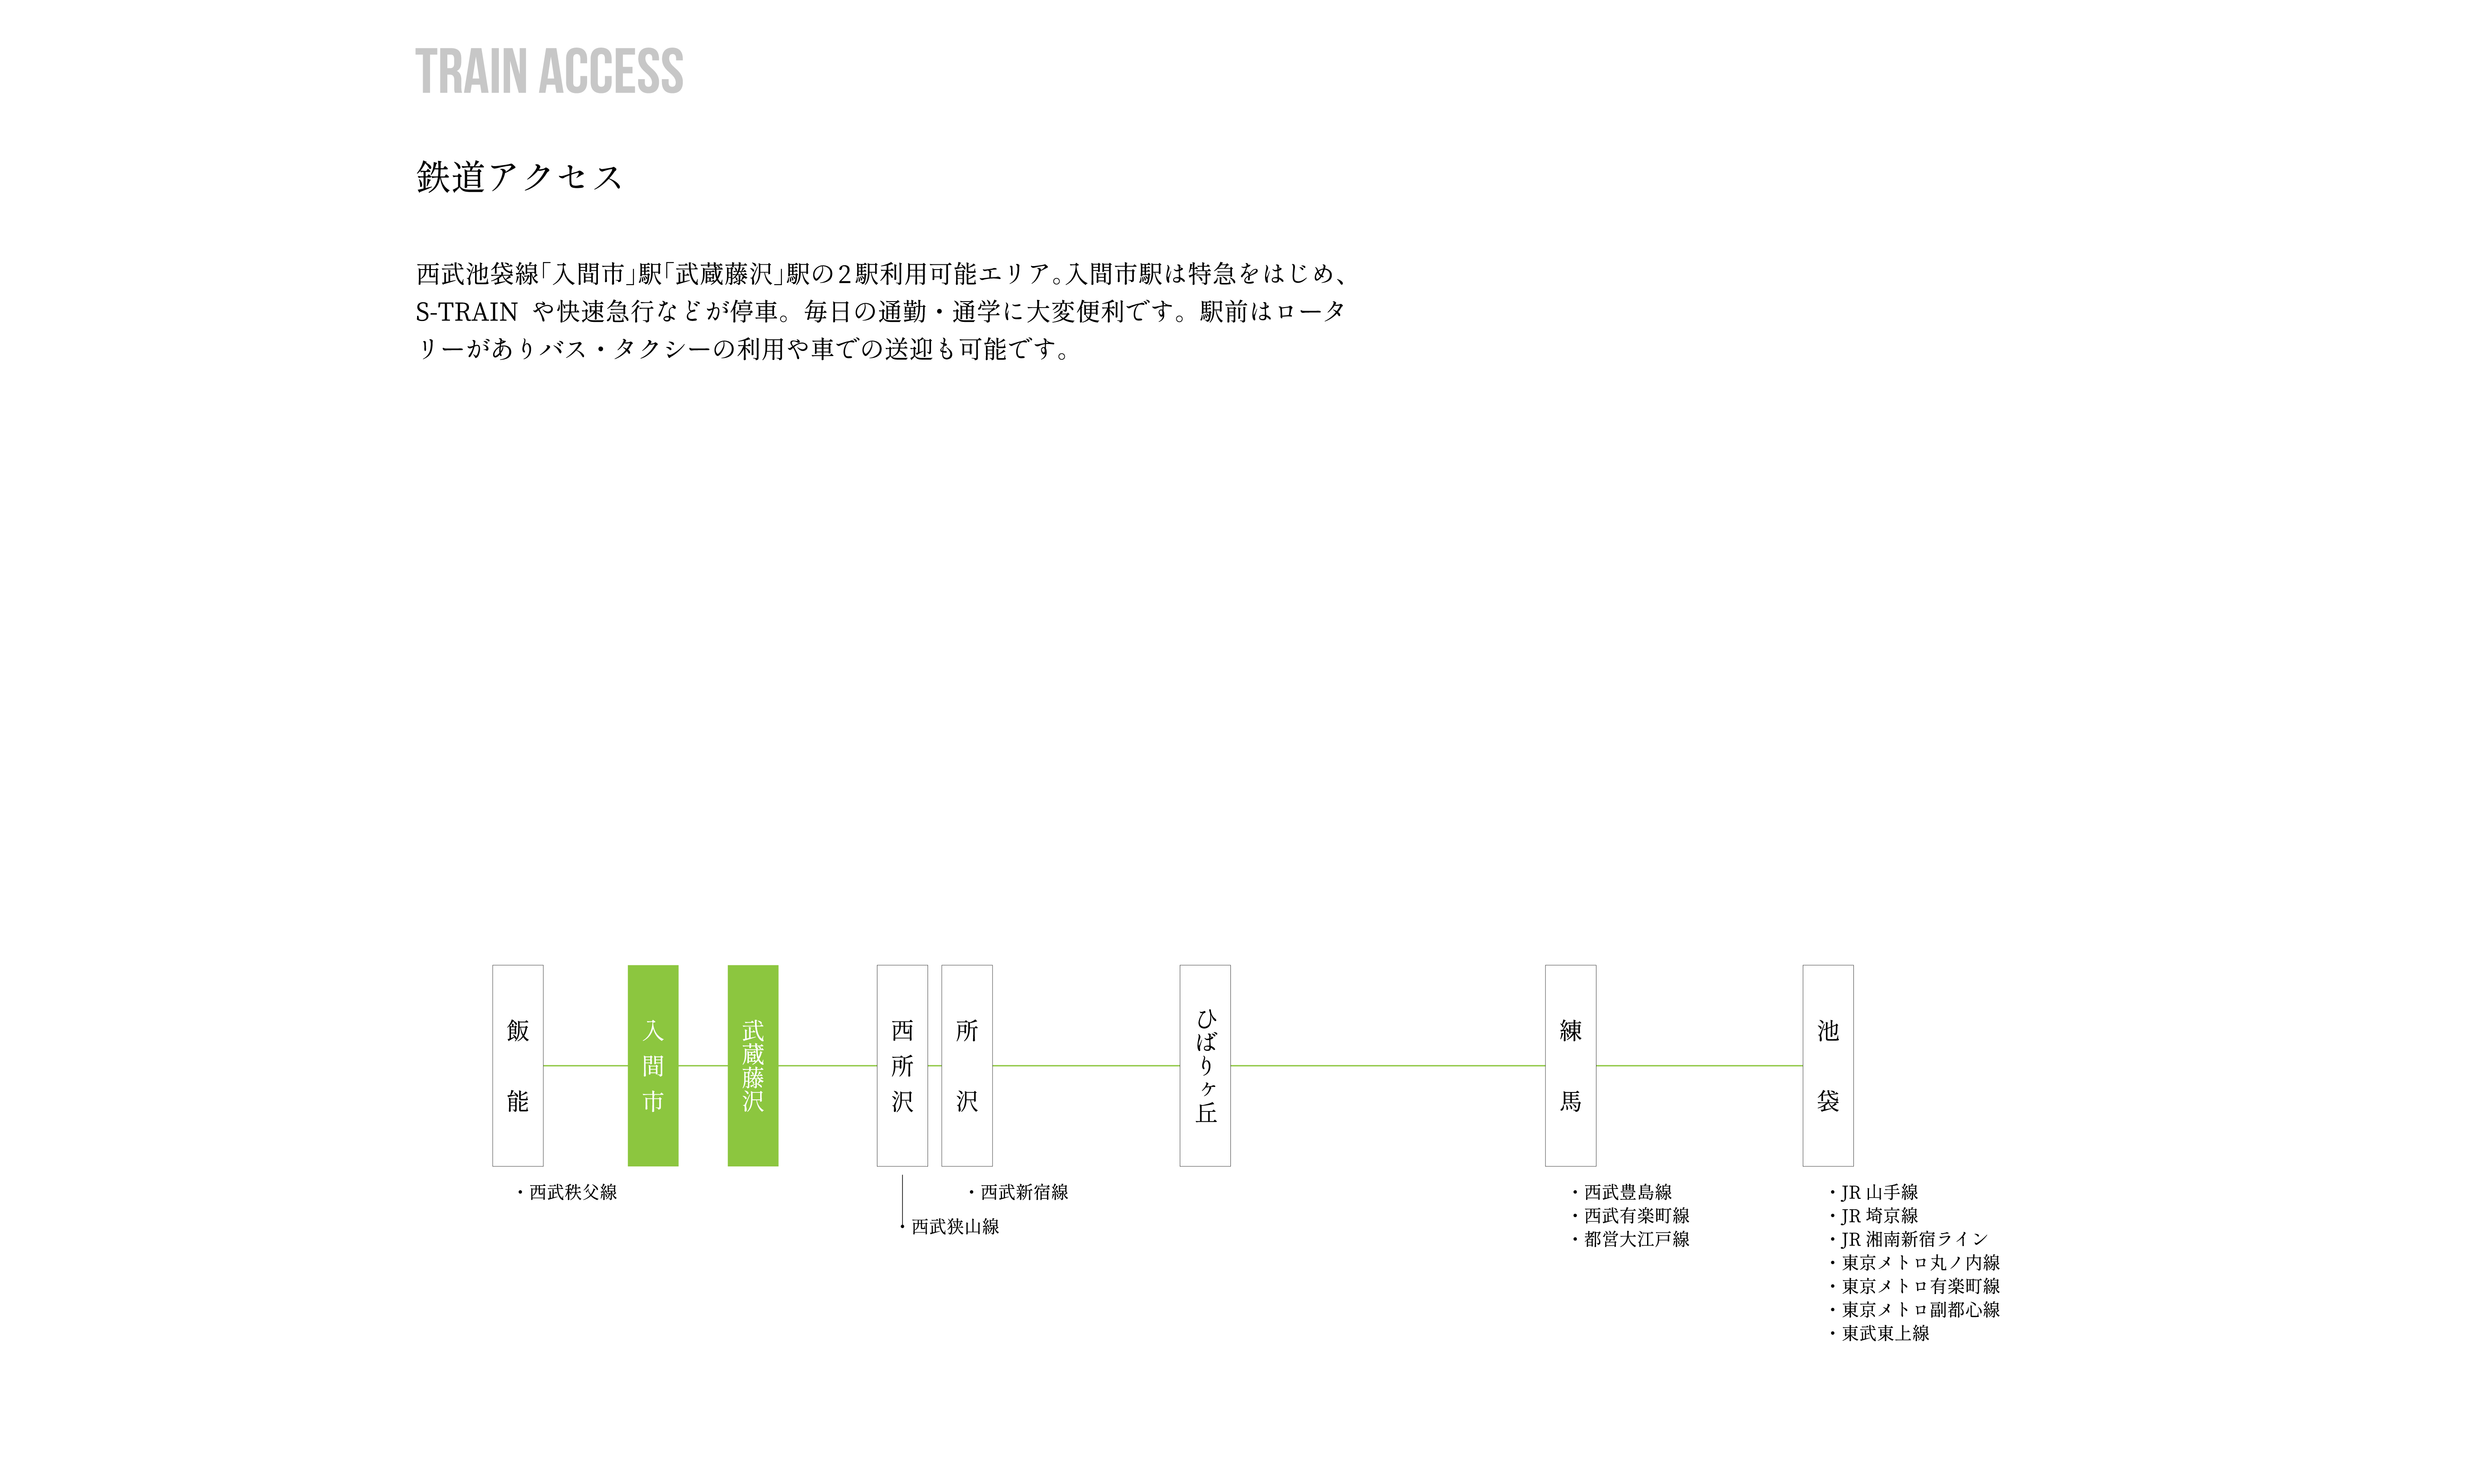 TRAIN ACCESS
鉄道アクセス
西武池袋線「入間市」駅「武蔵藤沢」駅の２駅利用可能エリア。入間市駅は特急をはじめ、
S-TRAIN や快速急行などが停車。毎日の通勤・通学に大変便利です。駅前はロータ
リーがありバス・タクシーの利用や車での送迎も可能です。
飯能
入間市
武蔵藤沢
西所沢
所沢
ひばりヶ丘
練馬
池袋
・西武秩父線
・西武狭山線
・西武新宿線
・西武豊島線
・西武有楽町線
・都営大江戸線
・JR 山手線
・JR 埼京線
・JR 湘南新宿ライン
・東京メトロ丸ノ内線
・東京メトロ有楽町線
・東京メトロ副都心線
・東武東上線